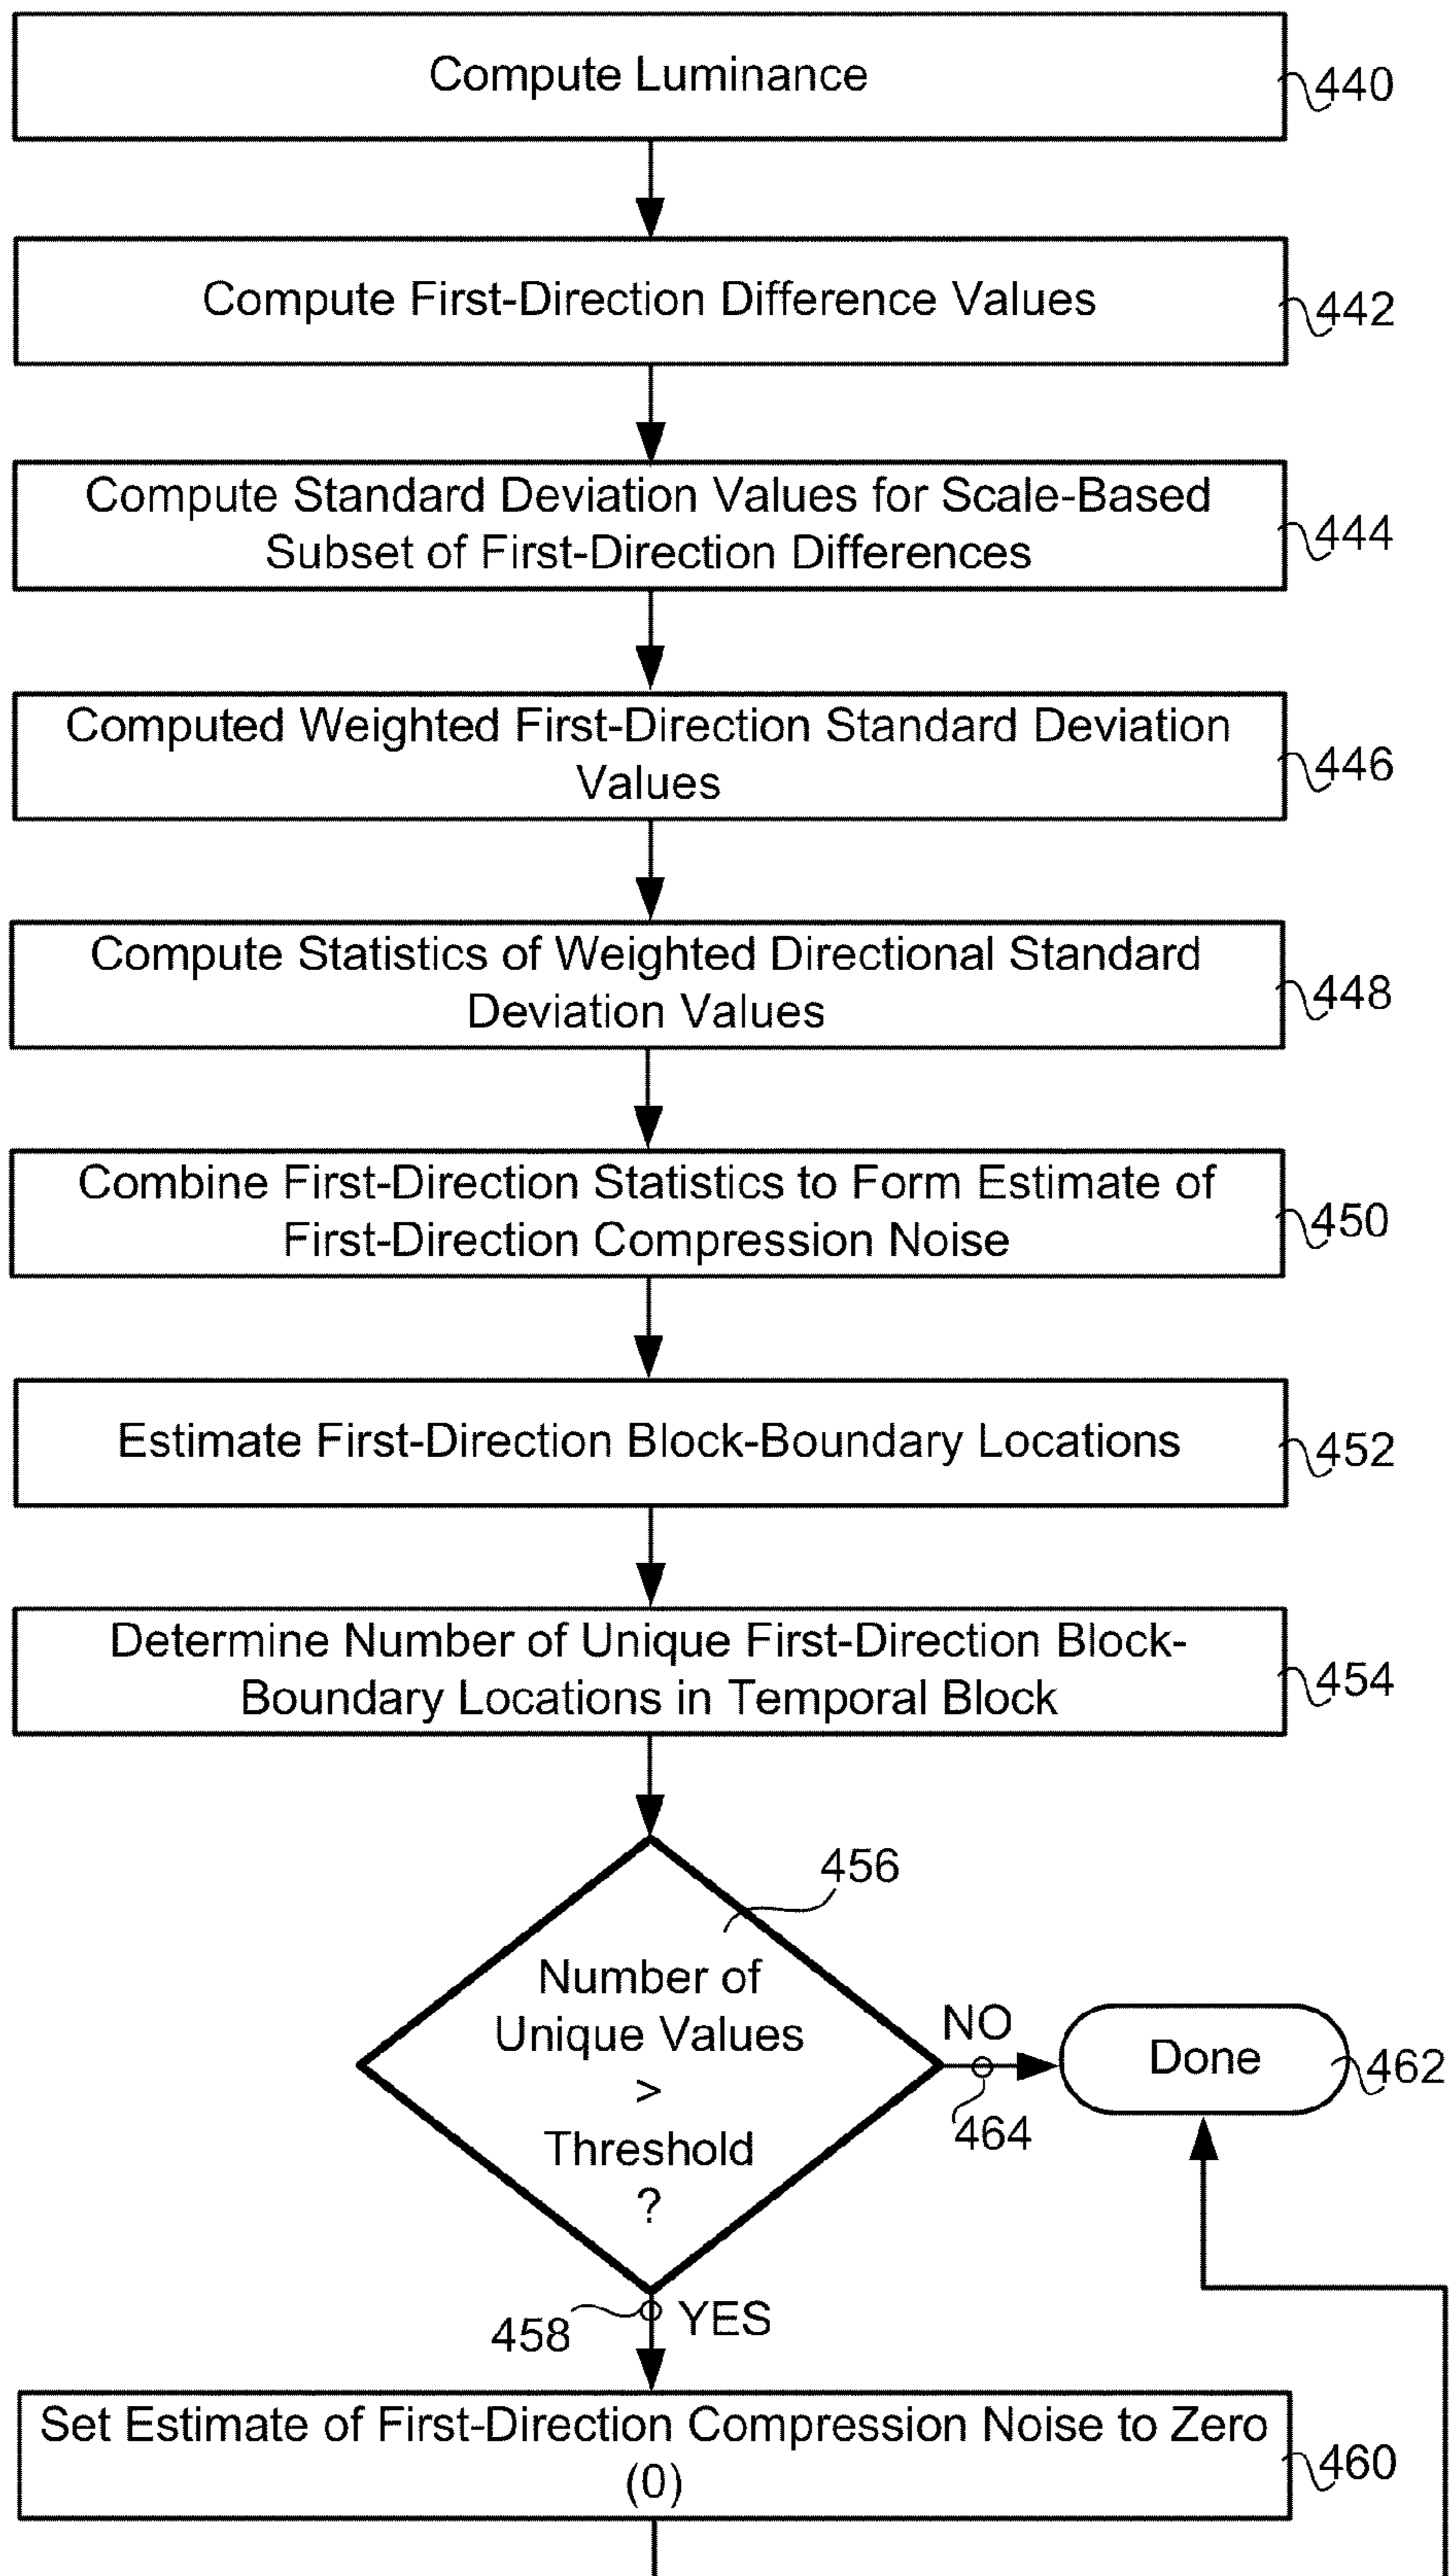 Compute Luminance
440
Compute First-Direction Difference Values
442
Compute Standard Deviation Values for Scale-Based
Subset of First-Direction Differences
444
Computed Weighted First-Direction Standard Deviation
Values
446
Compute Statistics of Weighted Directional Standard
Deviation Values
448
Combine First-Direction Statistics to Form Estimate of
First-Direction Compression Noise
450
Estimate First-Direction Block-Boundary Locations
452
Determine Number of Unique First-Direction Block-
Boundary Locations in Temporal Block
454
456
Number of
Unique Values
>
Threshold
?
NO
464
Done
462
458
YES
Set Estimate of First-Direction Compression Noise to Zero
(0)
460